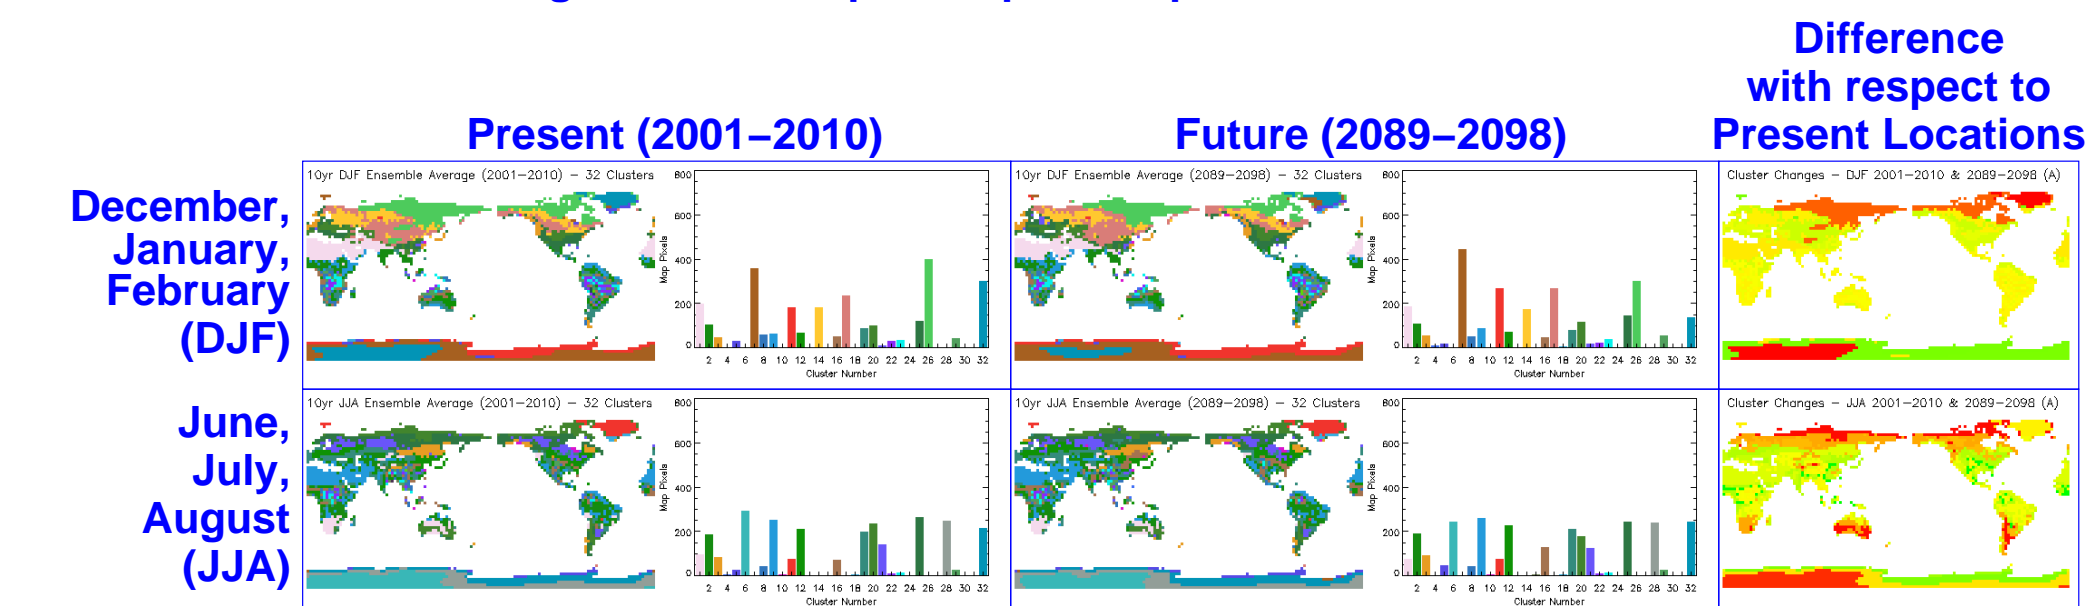 Difference
with respect to
Present Locations
Present (2001−2010)
Future (2089−2098)
December,
January,
February
(DJF)
10yr DJF Ensemble Average (2001−2010) − 32 Clusters
800
600
400
200
0
Map Pixels
2 4 6 8 10 12 14 16 18 20 22 24 26 28 30 32
Cluster Number
10yr DJF Ensemble Average (2089−2098) − 32 Clusters
800
600
400
200
0
Map Pixels
2 4 6 8 10 12 14 16 18 20 22 24 26 28 30 32
Cluster Number
Cluster Changes − DJF 2001−2010 & 2089−2098 (A)
June,
July,
August
(JJA)
10yr JJA Ensemble Average (2001−2010) − 32 Clusters
800
600
400
200
0
Map Pixels
2 4 6 8 10 12 14 16 18 20 22 24 26 28 30 32
Cluster Number
10yr JJA Ensemble Average (2089−2098) − 32 Clusters
800
600
400
200
0
Map Pixels
2 4 6 8 10 12 14 16 18 20 22 24 26 28 30 32
Cluster Number
Cluster Changes − JJA 2001−2010 & 2089−2098 (A)